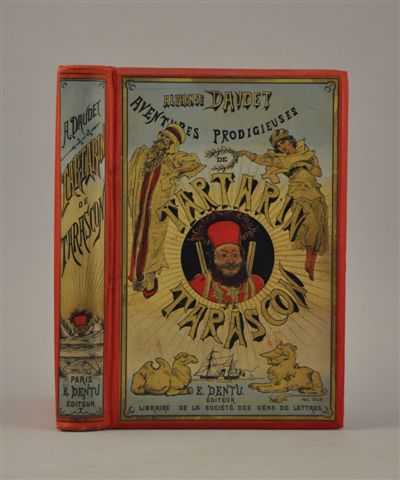 A. DAUDET
TARTARIN
DE
TARASCON
PARIS
E. DENTU
ÉDITEUR
ALPHONSE DAUDET
AVENTURES PRODIGIEUSES
DE
TARTARIN
DE
TARASCON
E. DENTU.
ÉDITEUR
LIBRAIRE DE LA SOCIÉTÉ DES GENS DE LETTRES